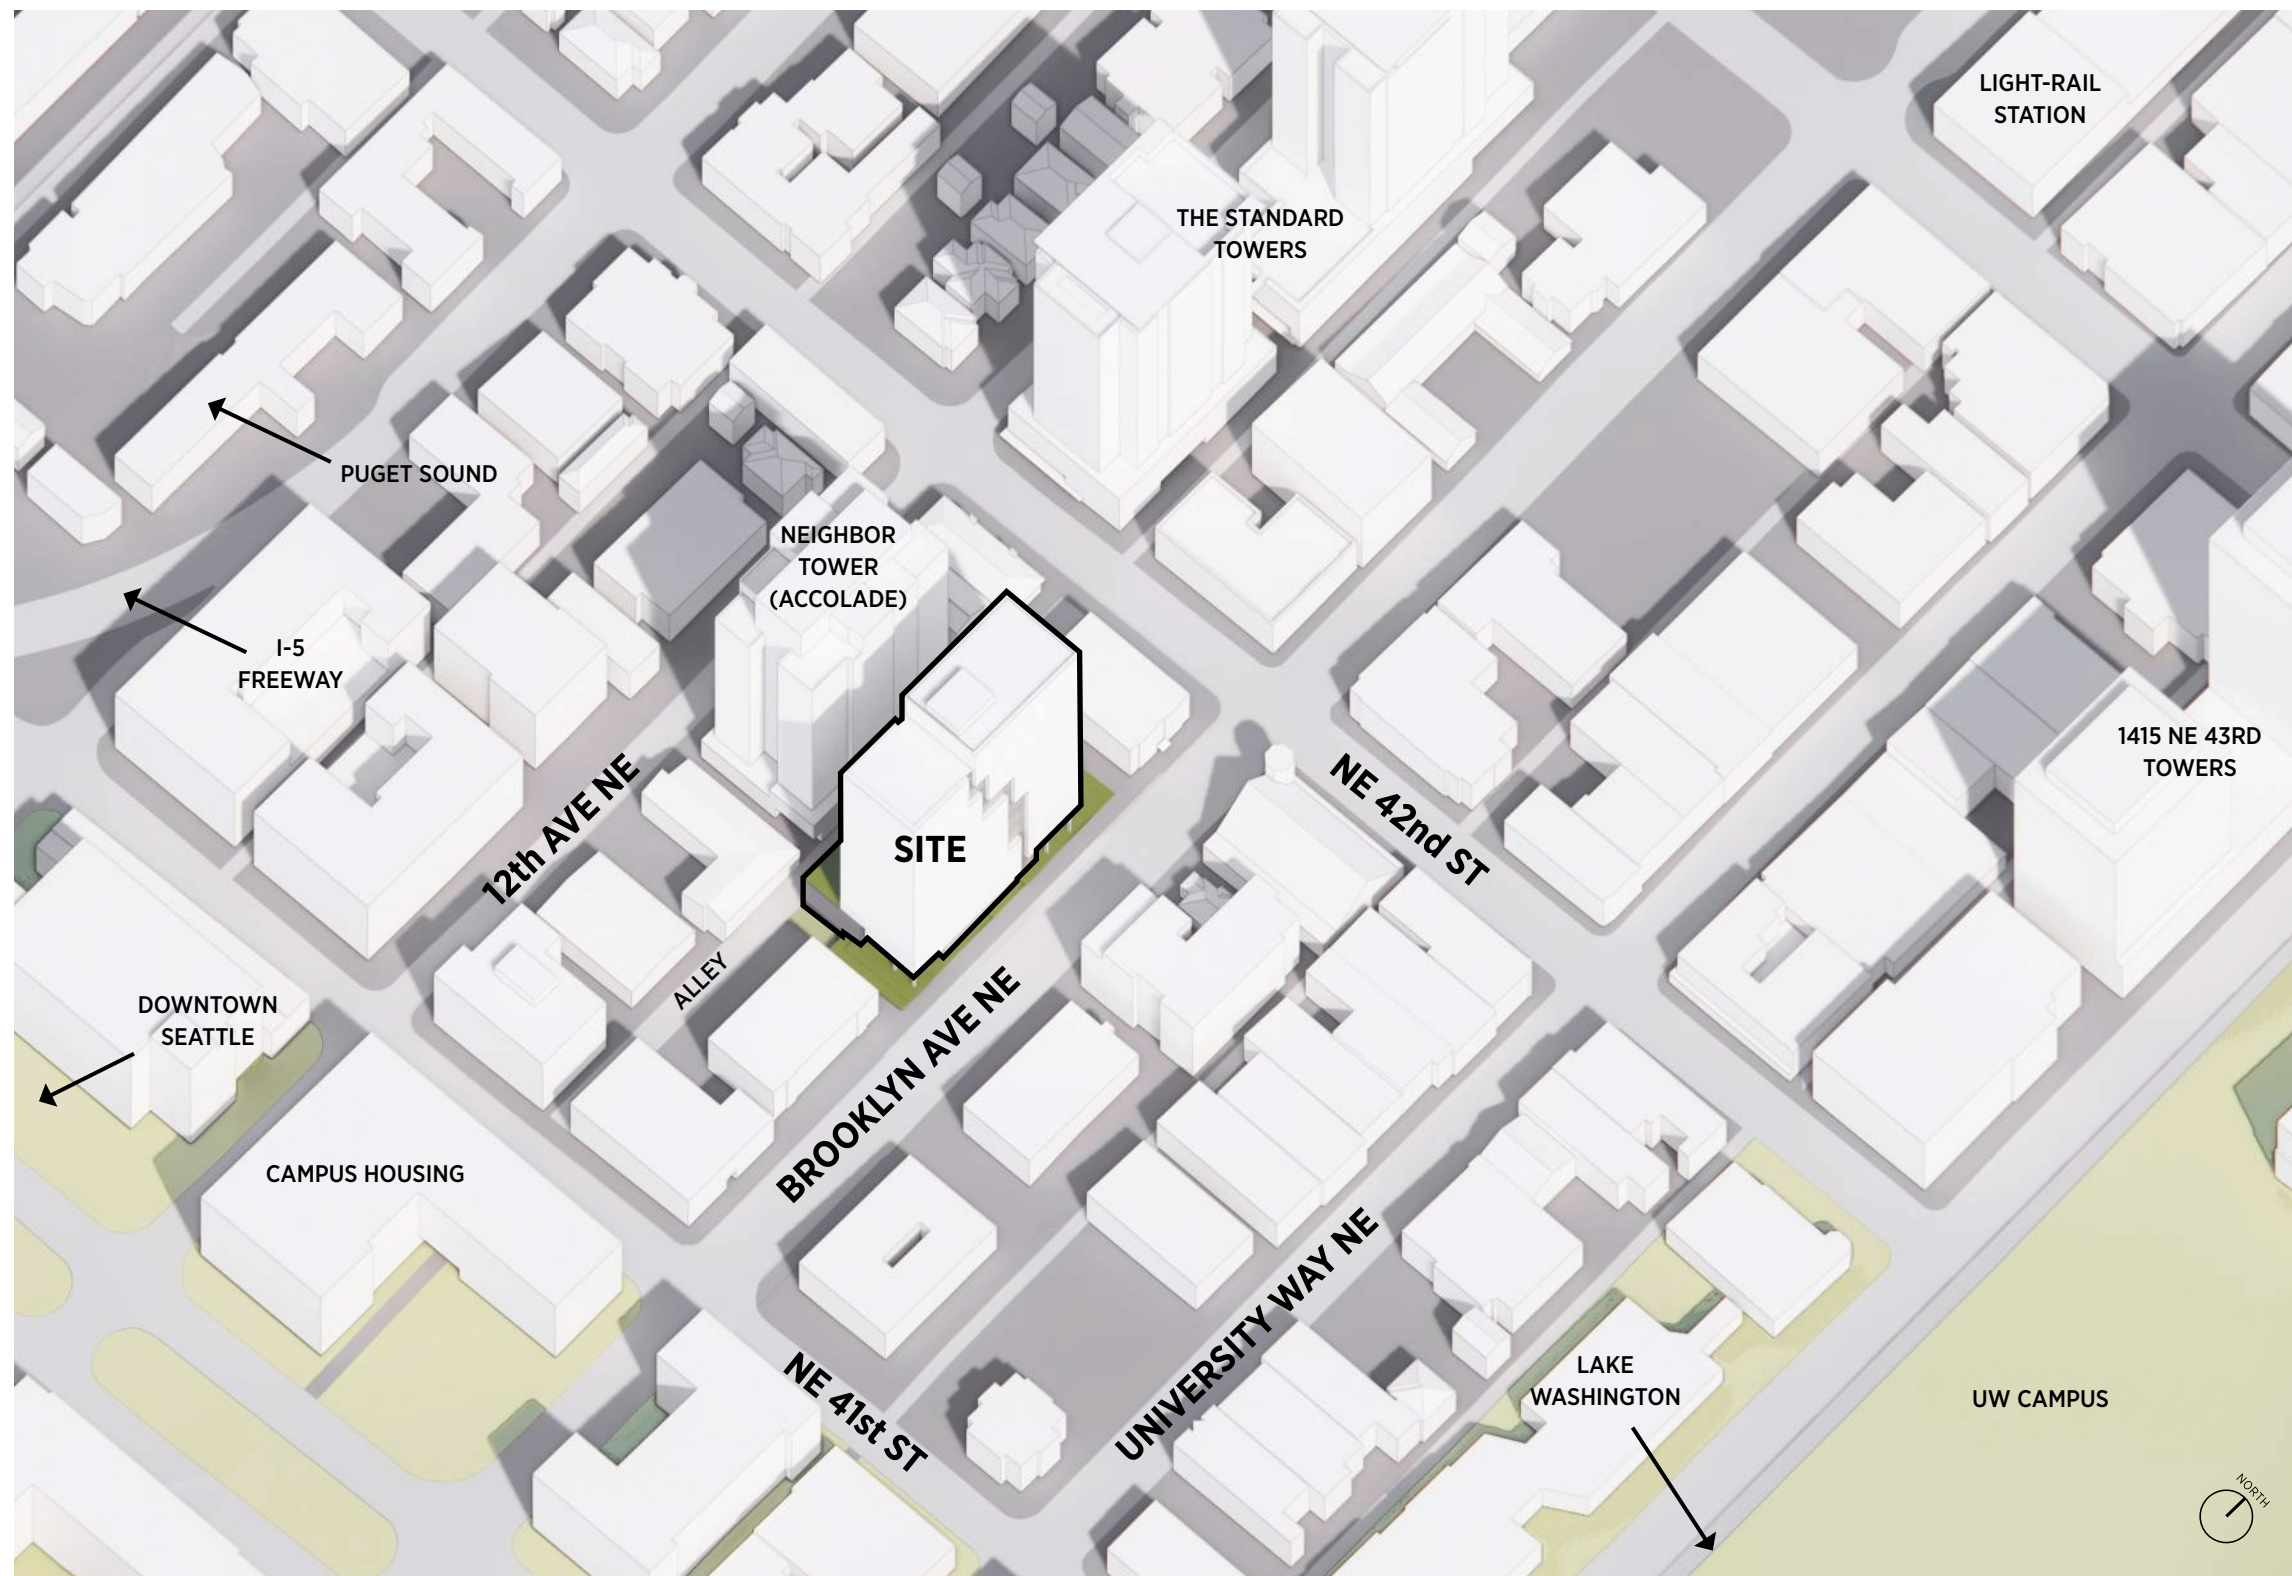 LIGHT-RAIL
STATION
THE STANDARD
TOWERS
PUGET SOUND
NEIGHBOR
TOWER
(ACCOLADE)
I-5
FREEWAY
1415 NE 43RD
TOWERS
12th AVE NE
NE 42nd ST
SITE
ALLEY
DOWNTOWN
SEATTLE
BROOKLYN AVE NE
CAMPUS HOUSING
UNIVERSITY WAY NE
NE 41st ST
LAKE
WASHINGTON
UW CAMPUS
NORTH